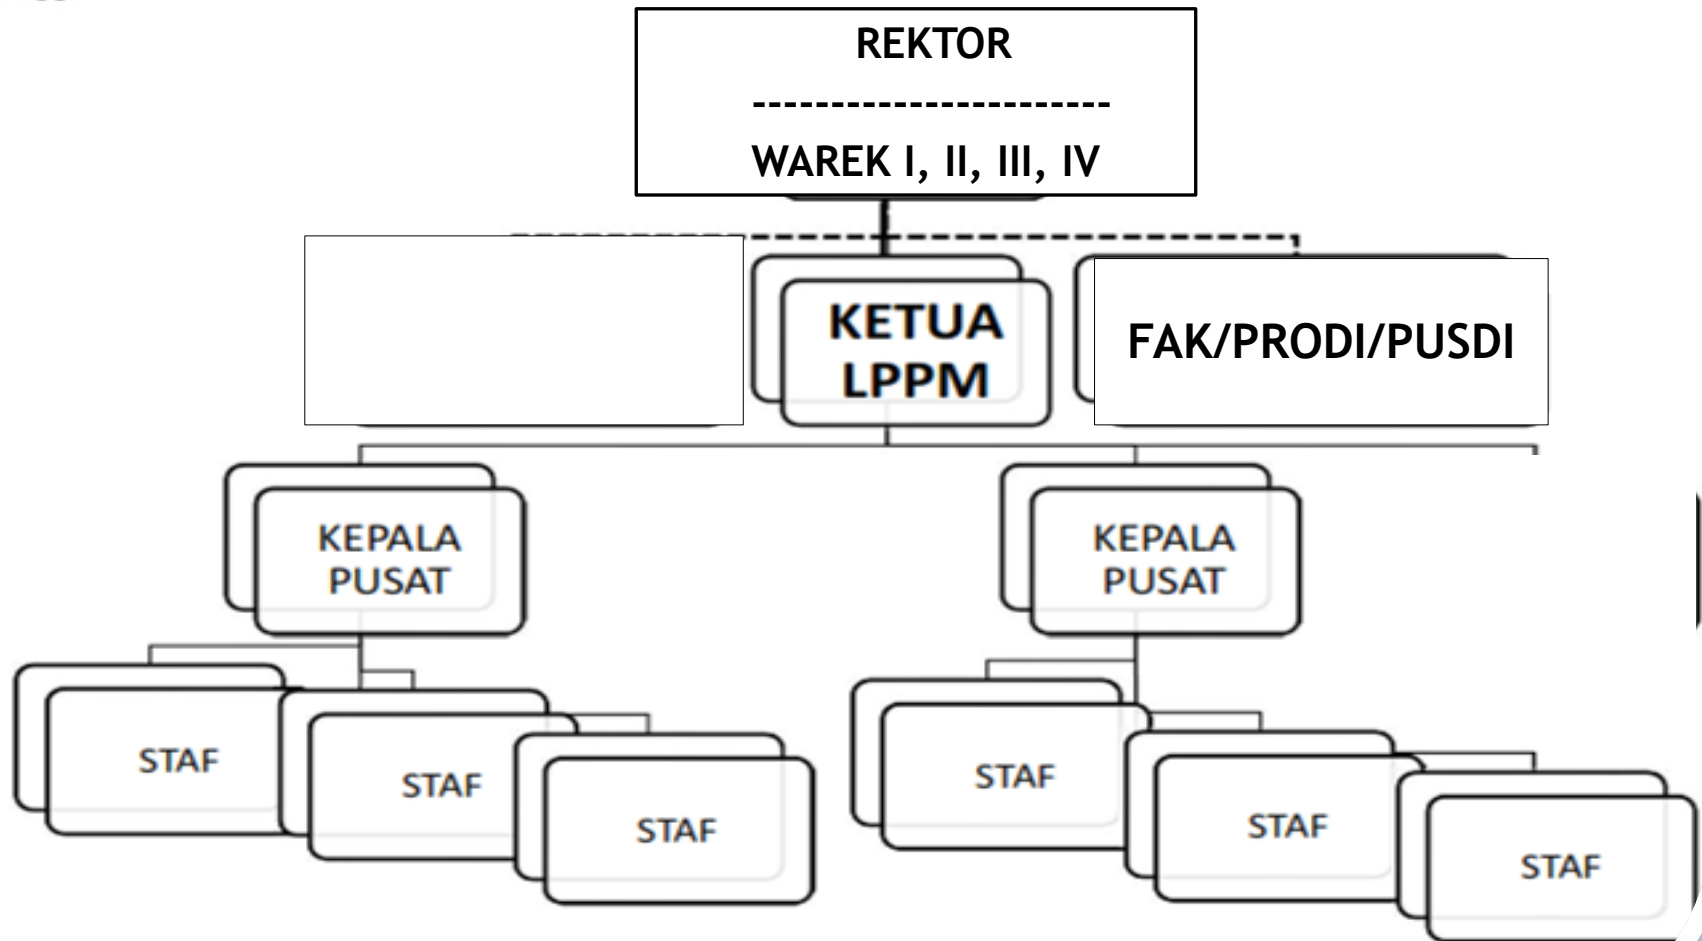 REKTOR
-----------------------
WAREK I, II, III, IV
KETUA
LPPM
FAK/PRODI/PUSDI
KEPALA
PUSAT
KEPALA
PUSAT
STAF
STAF
STAF
STAF
STAF
STAF